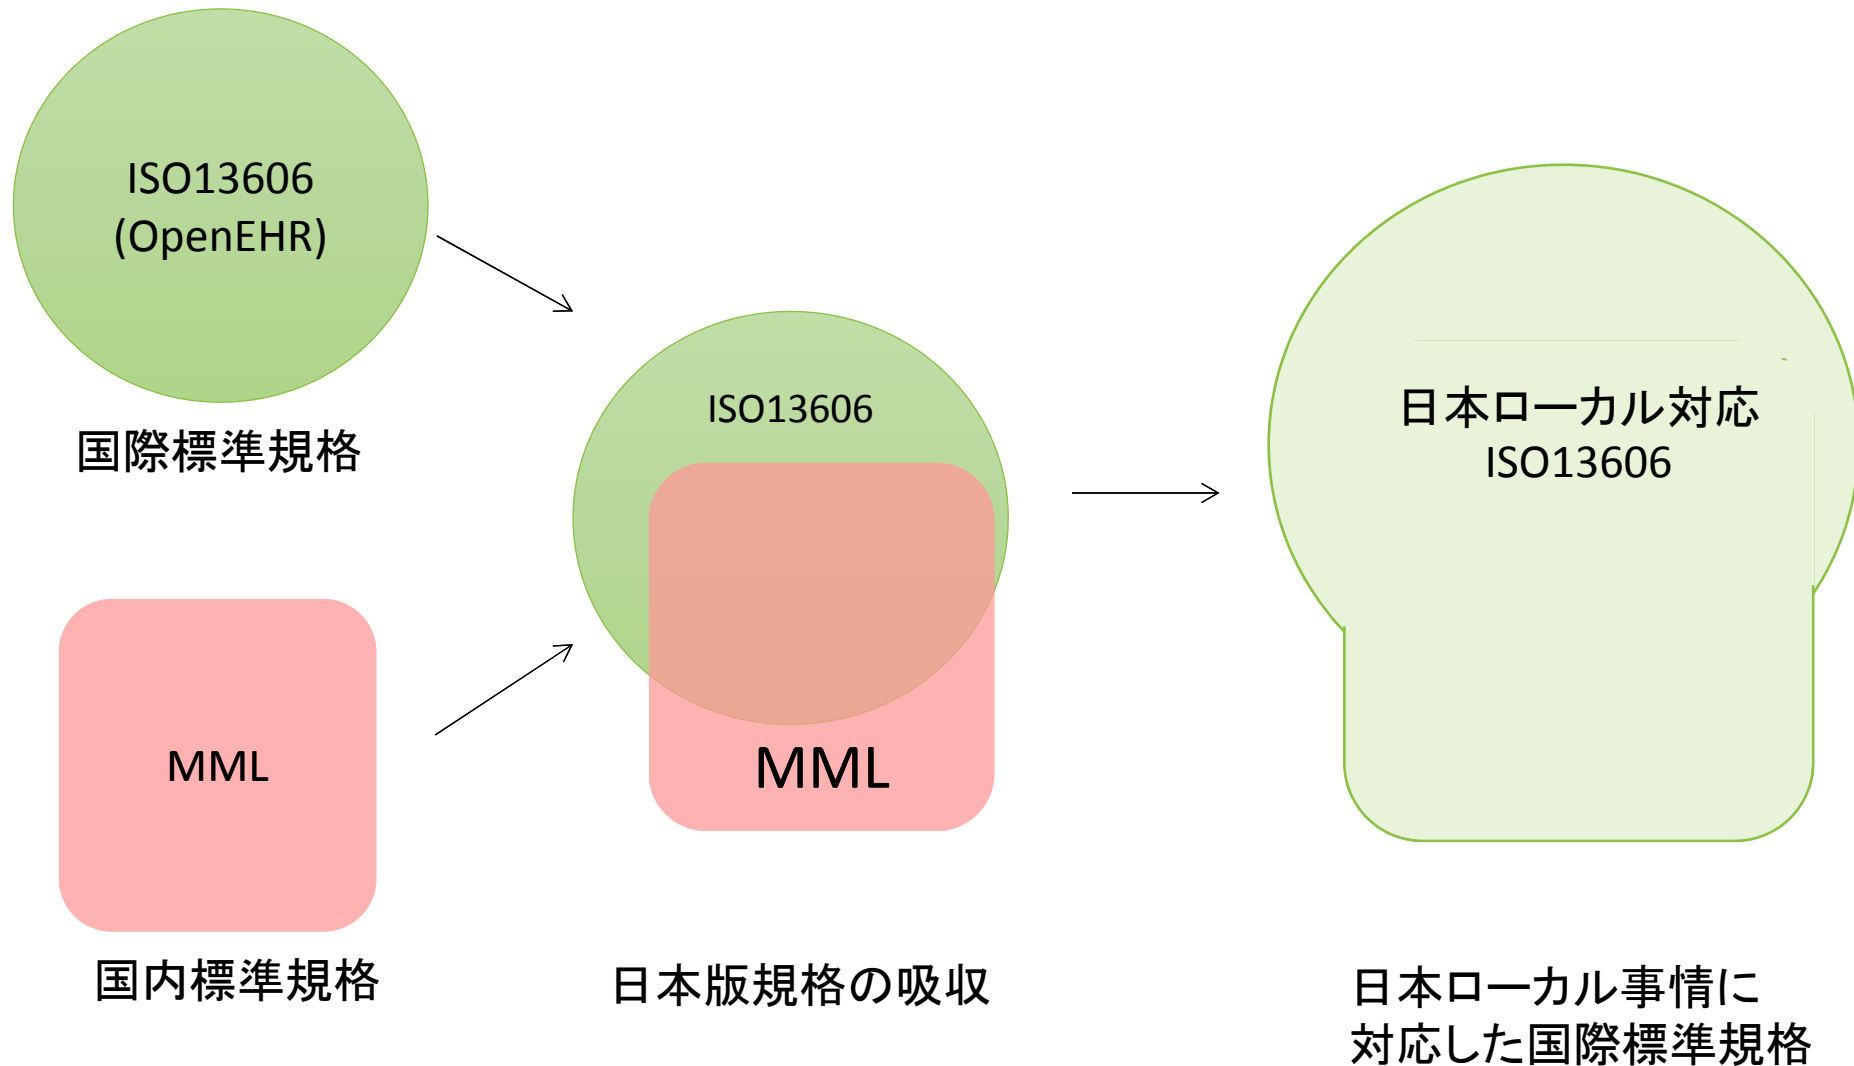 ISO13606
(OpenEHR)
国際標準規格
MML
国内標準規格
ISO13606
MML
日本版規格の吸収
日本ローカル対応
ISO13606
日本ローカル事情に
対応した国際標準規格